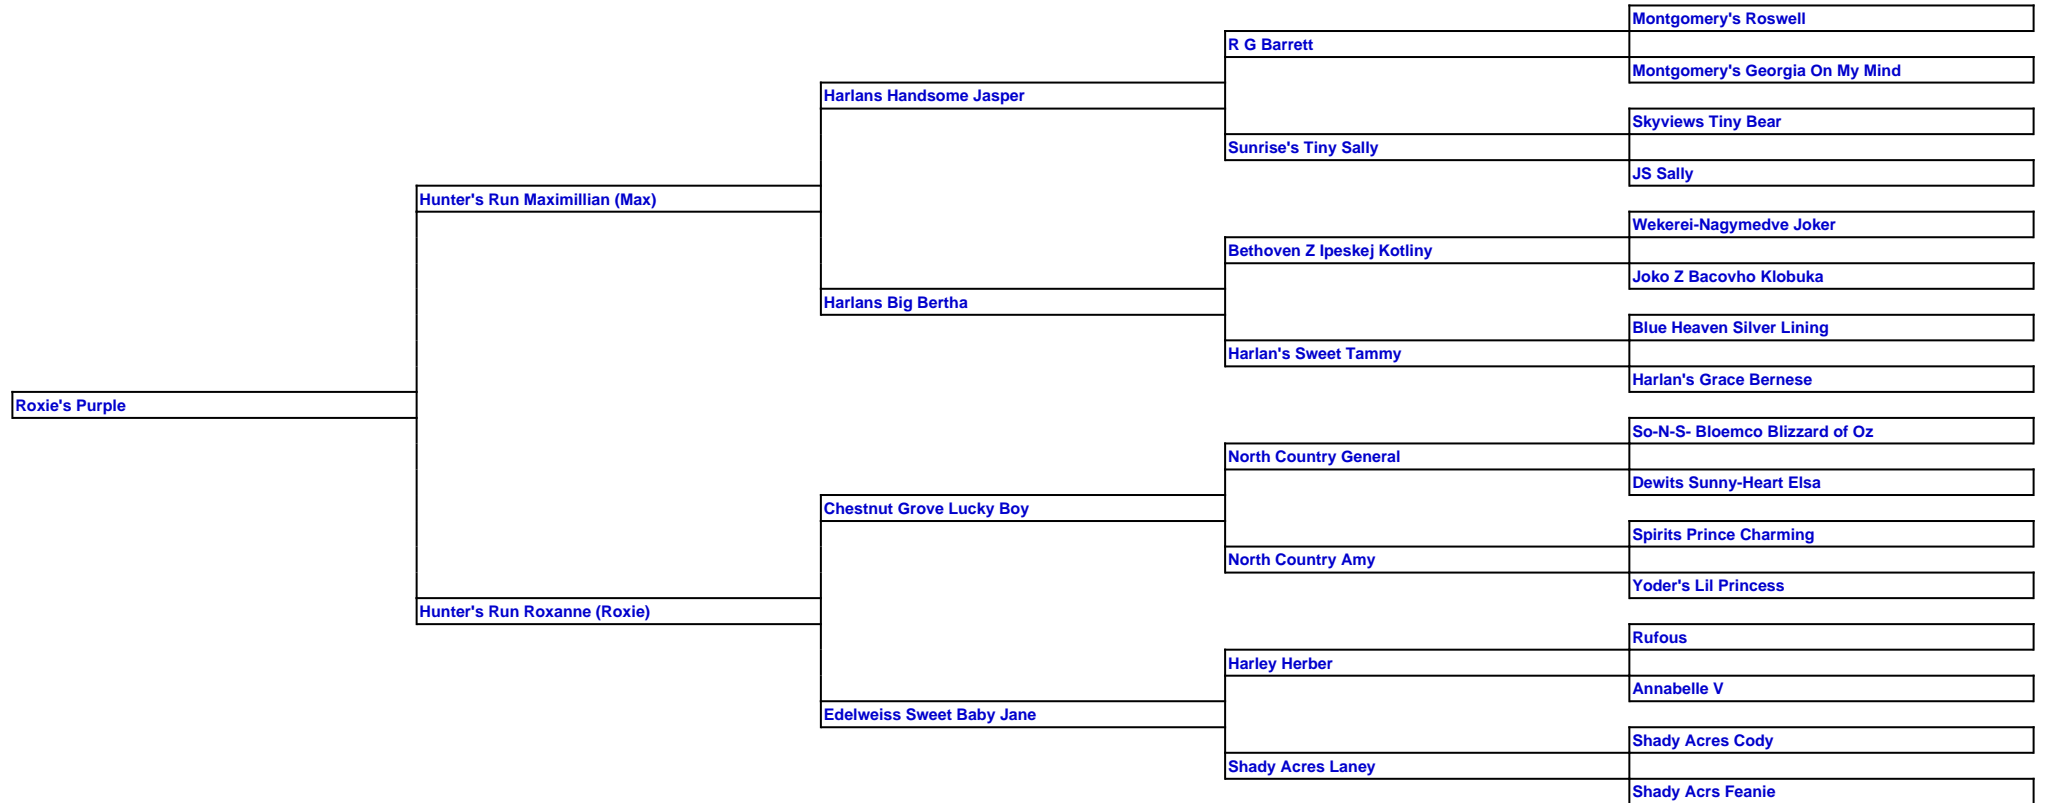 Montgomery's Roswell
R G Barrett
Montgomery's Georgia On My Mind
Harlans Handsome Jasper
Skyviews Tiny Bear
Sunrise's Tiny Sally
JS Sally
Hunter's Run Maximillian (Max)
Wekerei-Nagymedve Joker
Bethoven Z Ipeskej Kotliny
Joko Z Bacovho Klobuka
Harlans Big Bertha
Blue Heaven Silver Lining
Harlan's Sweet Tammy
Harlan's Grace Bernese
Roxie's Purple
So-N-S- Bloemco Blizzard of Oz
North Country General
Dewits Sunny-Heart Elsa
Chestnut Grove Lucky Boy
Spirits Prince Charming
North Country Amy
Yoder's Lil Princess
Hunter's Run Roxanne (Roxie)
Rufous
Harley Herber
Annabelle V
Edelweiss Sweet Baby Jane
Shady Acres Cody
Shady Acres Laney
Shady Acrs Feanie